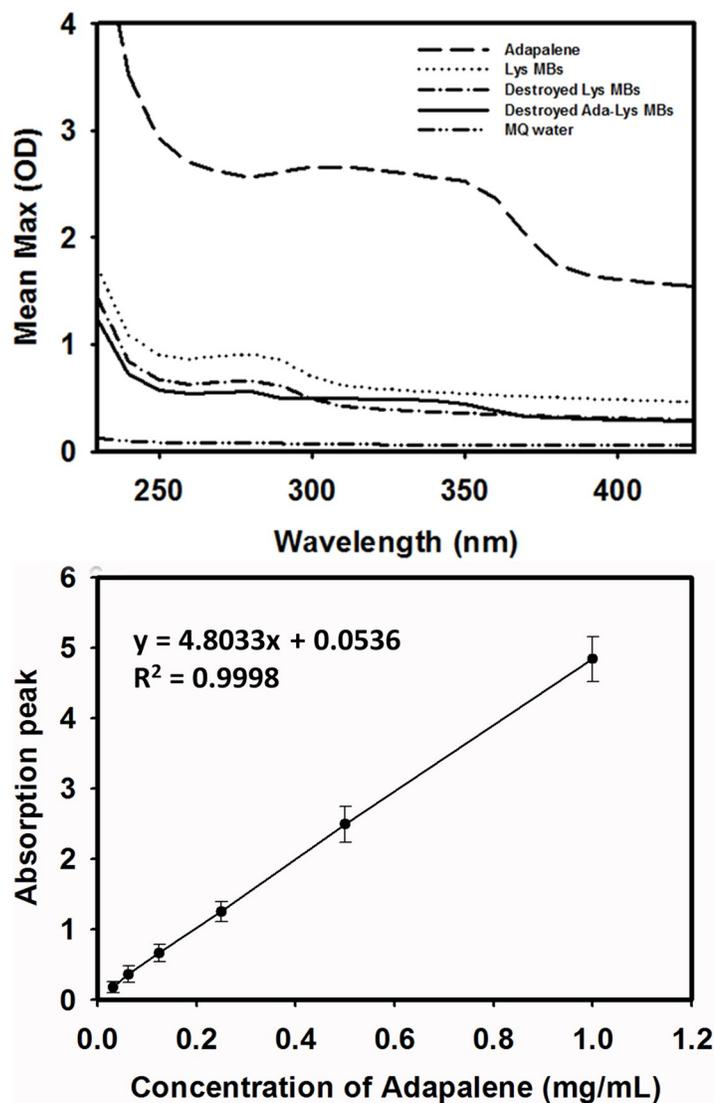 4
3
2
1
0
Mean Max (OD)
Adapalene
Lys MBs
Destroyed Lys MBs
Destroyed Ada-Lys MBs
MQ water
250 300 350 400
Wavelength (nm)
6
5
4
3
2
1
0
Absorption peak
y = 4.8033x + 0.0536
R² = 0.9998
0.0 0.2 0.4 0.6 0.8 1.0 1.2
Concentration of Adapalene (mg/mL)